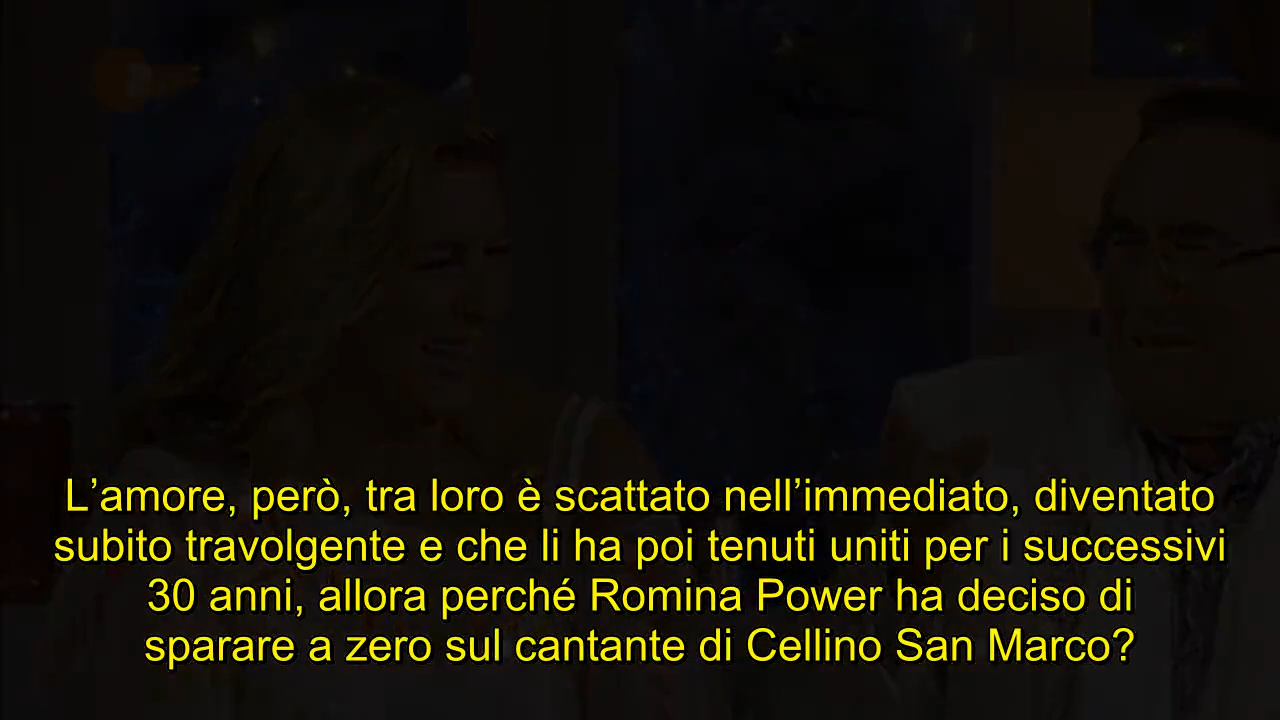 L’amore, però, tra loro è scattato nell’immediato, diventato
subito travolgente e che li ha poi tenuti uniti per i successivi
30 anni, allora perché Romina Power ha deciso di
sparare a zero sul cantante di Cellino San Marco?